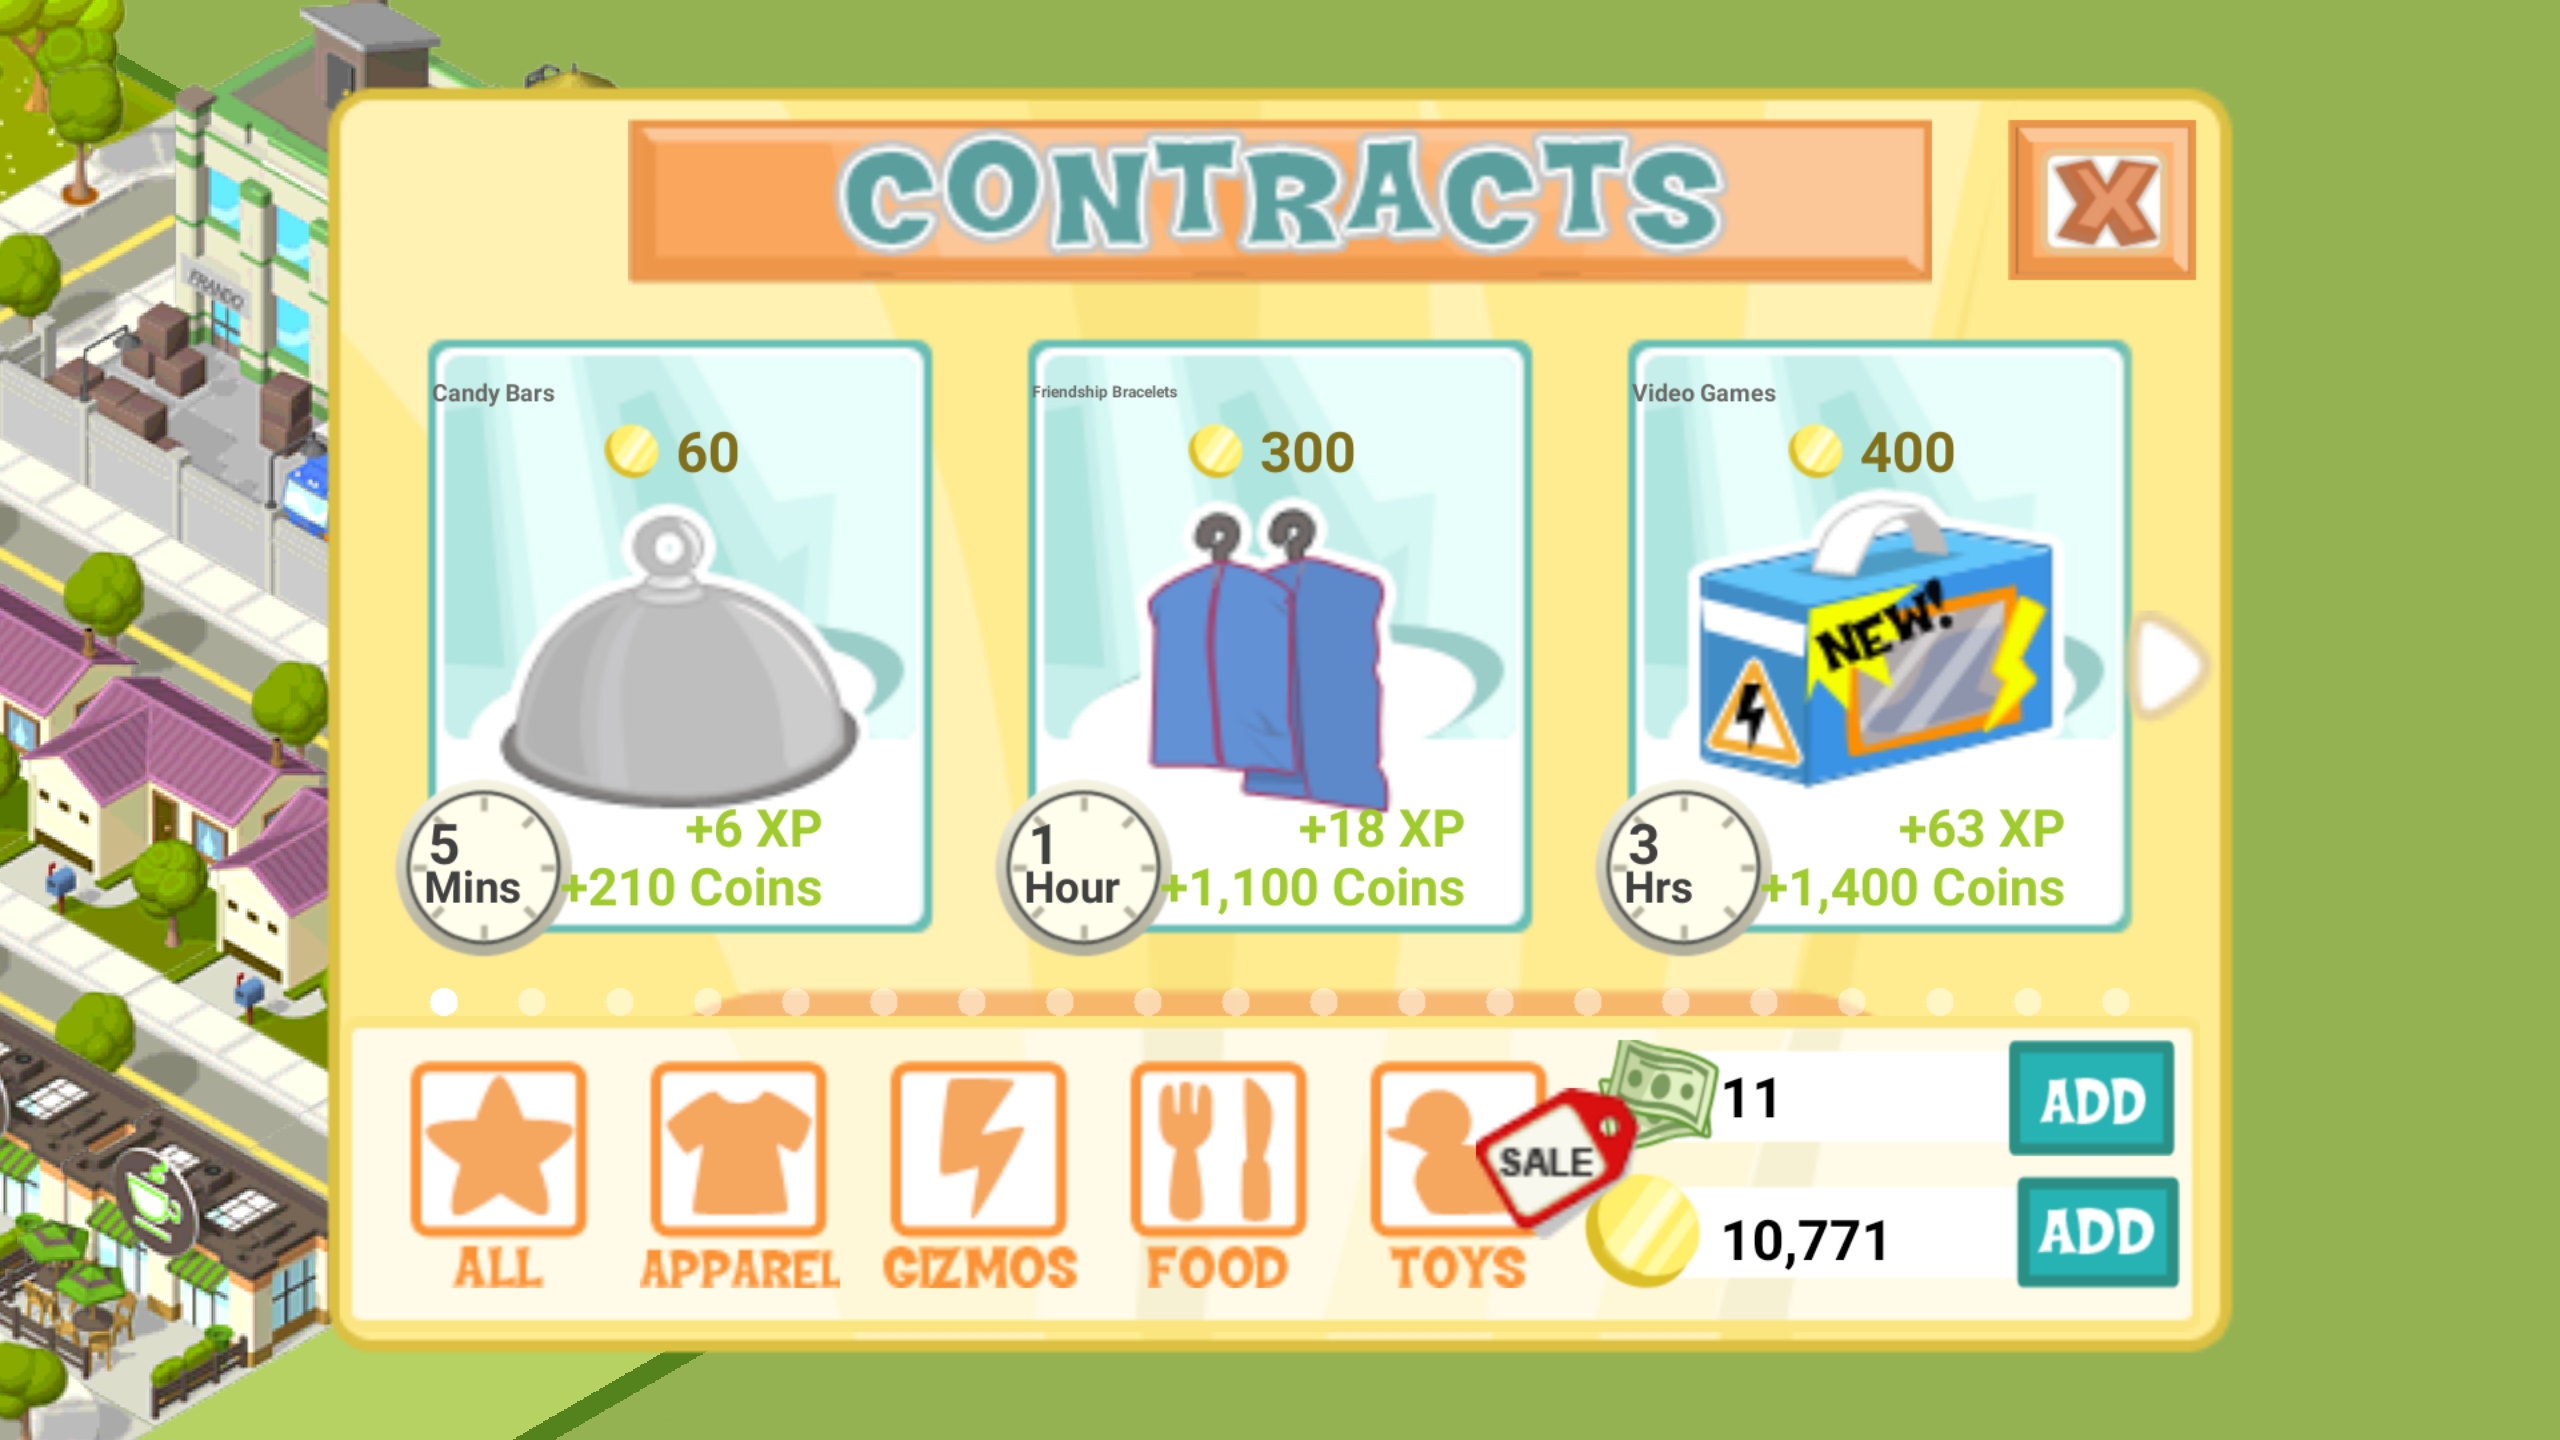 CONTRACTS
X
FRANDO
Candy Bars
60
+6 XP
+210 Coins
5
Mins
Friendship Bracelets
300
+18 XP
+1,100 Coins
1
Hour
Video Games
400
NEW!
+63 XP
+1,400 Coins
3
Hrs
ALL
APPAREL
GIZMOS
FOOD
TOYS
SALE
11
ADD
10,771
ADD